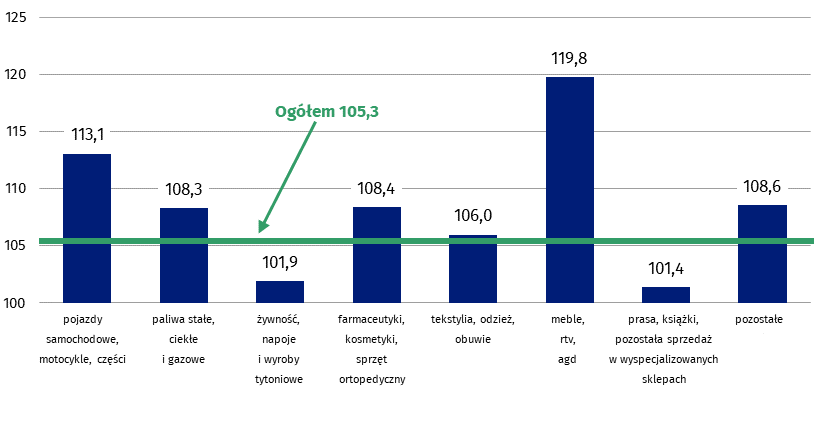 125
120
115
110
105
100
Ogółem 105,3
113,1
108,3
101,9
108,4
106,0
119,8
101,4
108,6
pojazdy
samochodowe,
motocykle, części
paliwa stałe,
ciekłe
i gazowe
żywność,
napoje
i wyroby
tytoniowe
farmaceutyki,
kosmetyki,
sprzęt
ortopedyczny
tekstylia, odzież,
obuwie
meble,
rtv,
agd
prasa, książki,
pozostała sprzedaż
w wyspecjalizowanych
sklepach
pozostałe